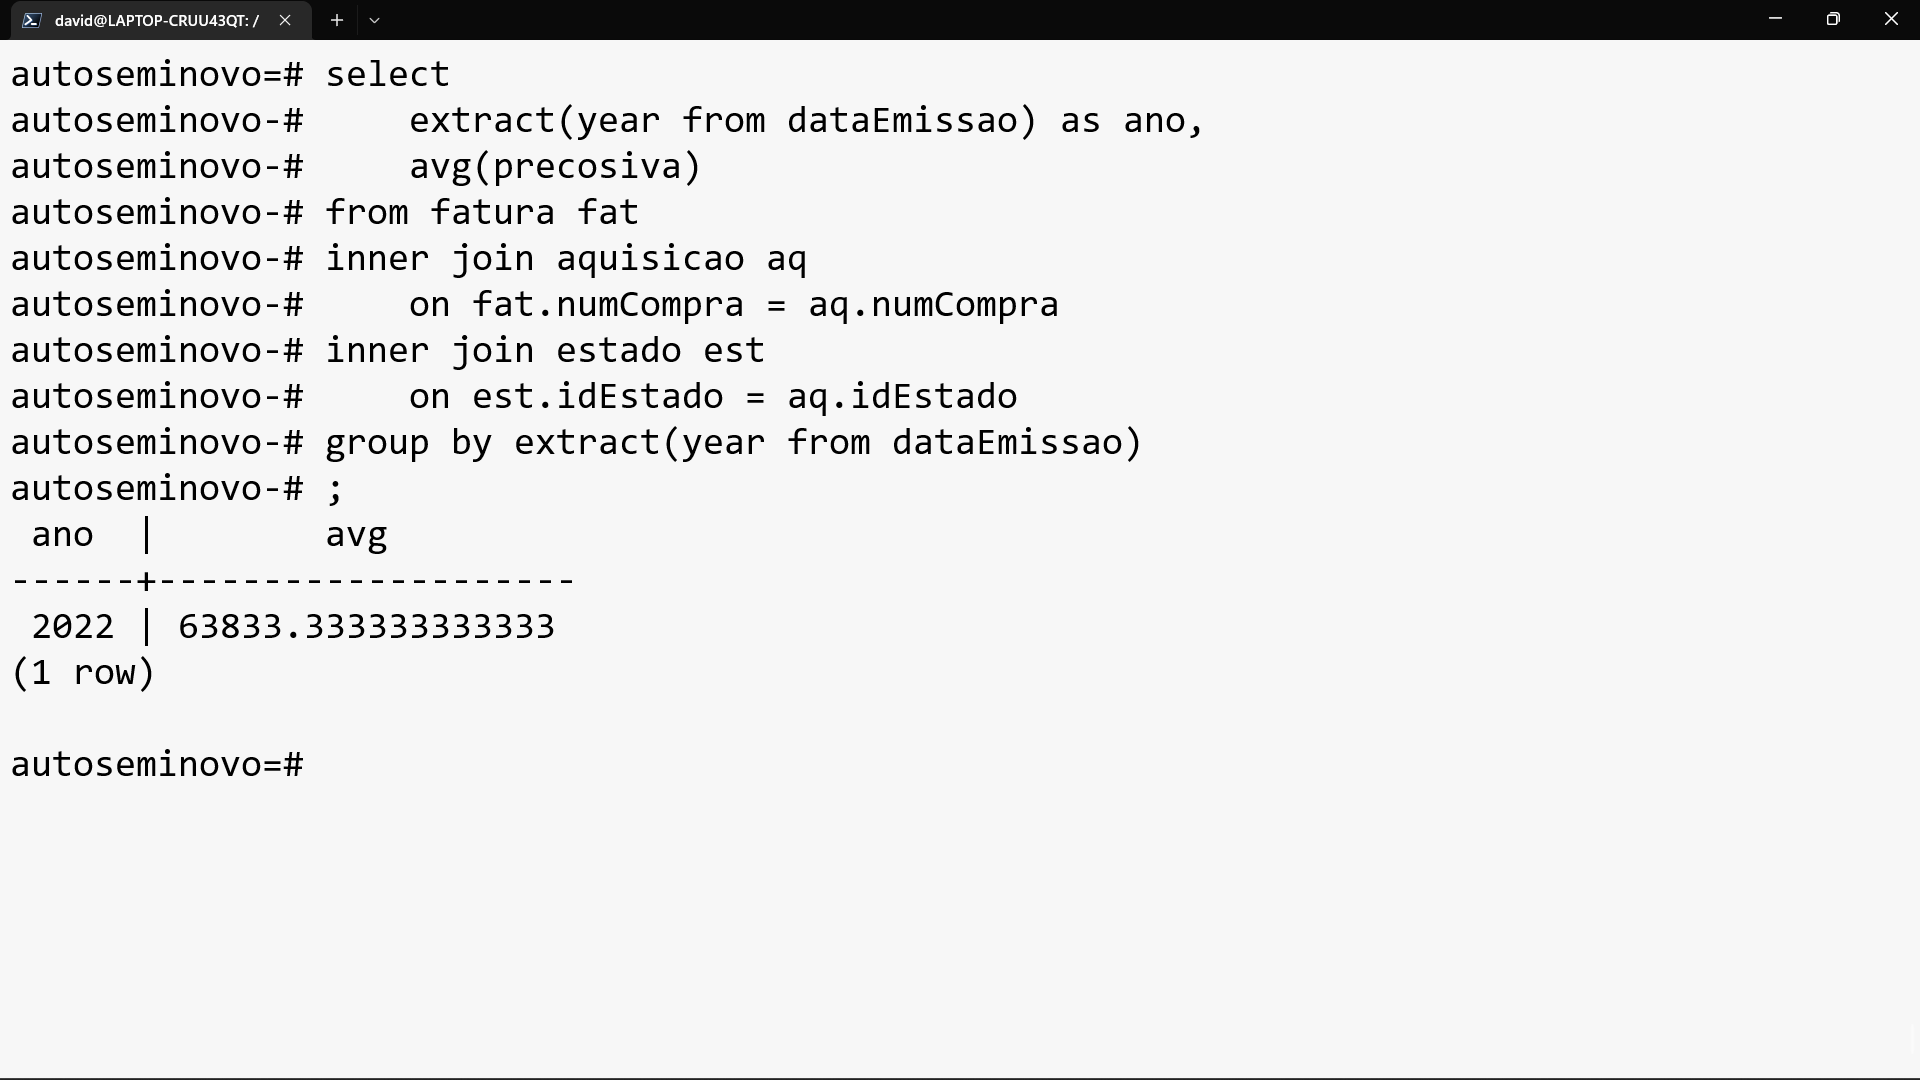 david@LAPTOP-CRUU43QT: /
autoseminovo=# select
autoseminovo-#     extract(year from dataEmissao) as ano,
autoseminovo-#     avg(precosiva)
autoseminovo-# from fatura fat
autoseminovo-# inner join aquisicao aq
autoseminovo-#     on fat.numCompra = aq.numCompra
autoseminovo-# inner join estado est
autoseminovo-#     on est.idEstado = aq.idEstado
autoseminovo-# group by extract(year from dataEmissao)
autoseminovo-# ;
 ano  |        avg
------+--------------------
 2022 | 63833.333333333333
(1 row)

autoseminovo=#